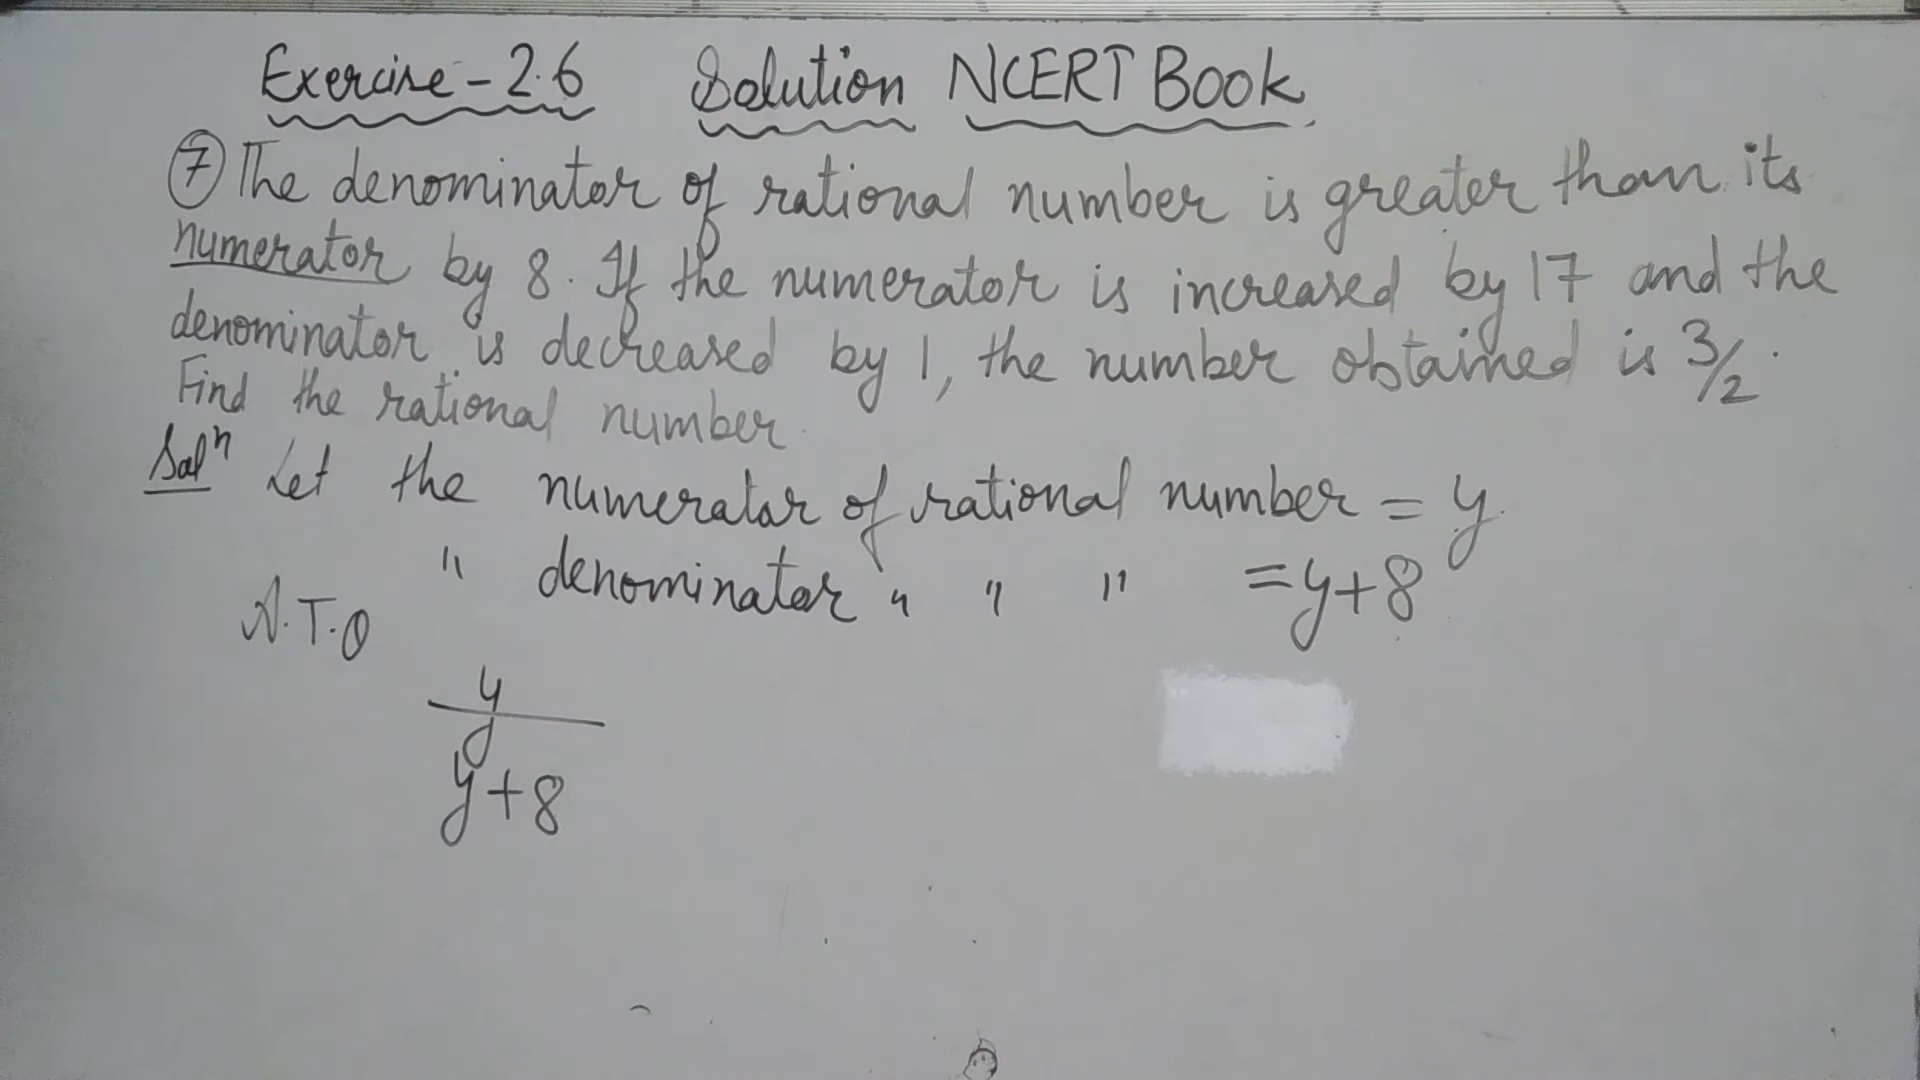 Exercise - 2.6 Solution NCERT Book
⑦ The denominator of rational number is greater than its
numerator by 8. If the numerator is increased by 17 and the
denominator is decreased by 1, the number obtained is 3/2.
Find the rational number.
Solⁿ Let the numerator of rational number = y.
" denominator " " " = y+8
A.T.Q
y
y+8